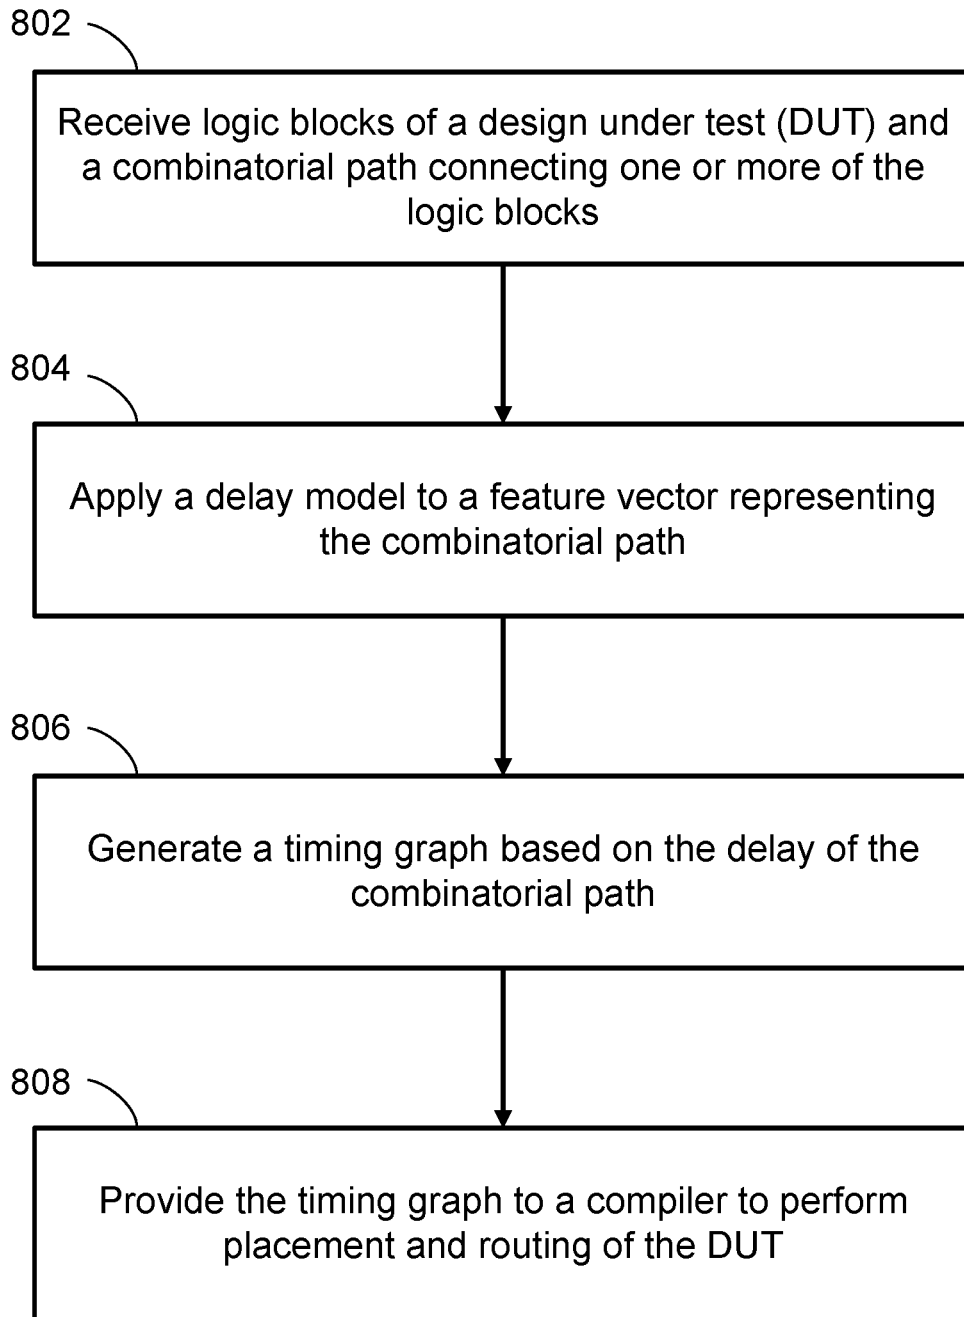 802
Receive logic blocks of a design under test (DUT) and
a combinatorial path connecting one or more of the
logic blocks
804
Apply a delay model to a feature vector representing
the combinatorial path
806
Generate a timing graph based on the delay of the
combinatorial path
808
Provide the timing graph to a compiler to perform
placement and routing of the DUT